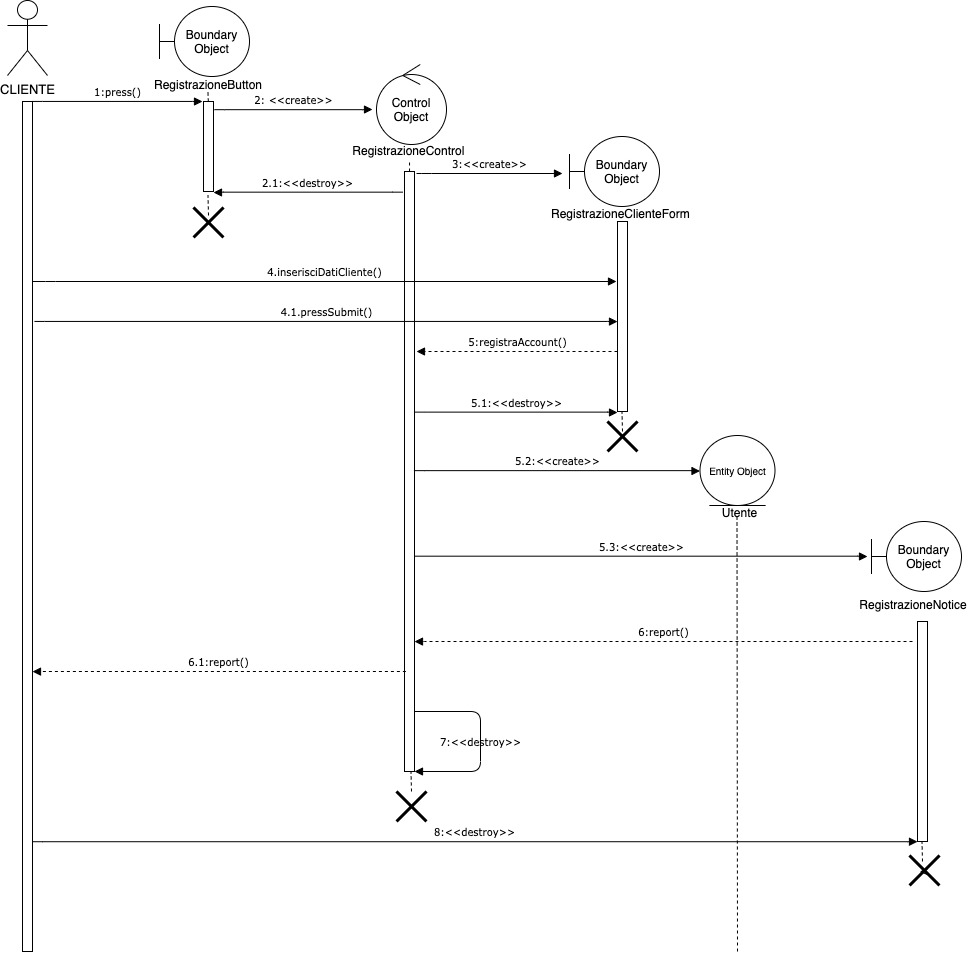 Boundary
Object
RegistrazioneButton
CLIENTE
1:press()
2: <<create>>
Control
Object
RegistrazioneControl
3:<<create>>
Boundary
Object
RegistrazioneClienteForm
2.1:<<destroy>>
4.inserisciDatiCliente()
4.1.pressSubmit()
5:registraAccount()
5.1:<<destroy>>
5.2:<<create>>
Entity Object
Utente
5.3:<<create>>
Boundary
Object
RegistrazioneNotice
6:report()
6.1:report()
7:<<destroy>>
8:<<destroy>>